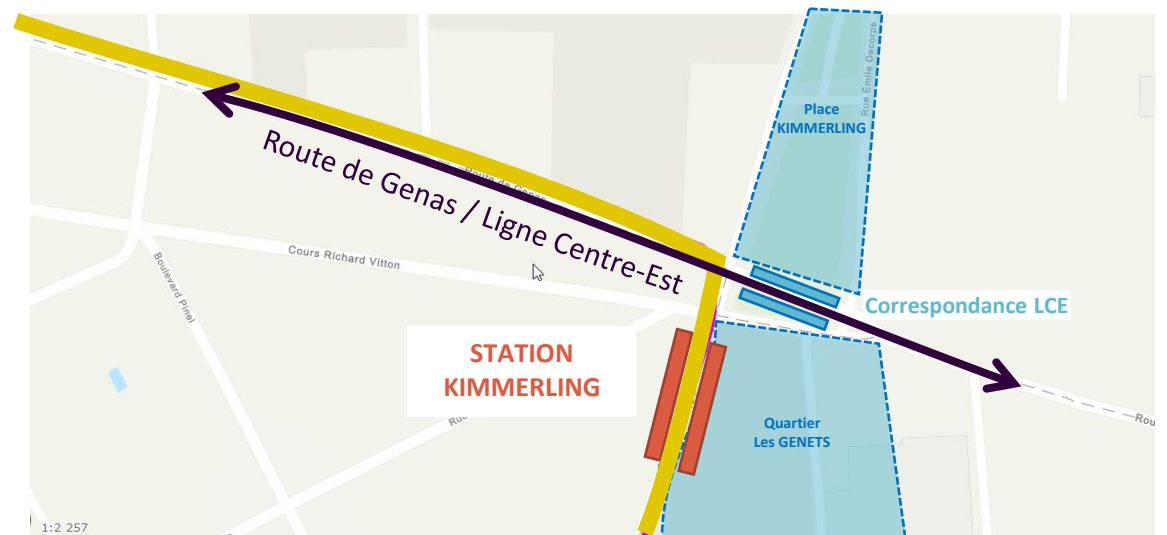 Rue Émile Decorps
Place
KIMMERLING
Route de Genas / Ligne Centre-Est
Cours Richard Vitton
Boulevard Pinel
Correspondance LCE
STATION
KIMMERLING
Quartier
Les GENETS
1:2 257